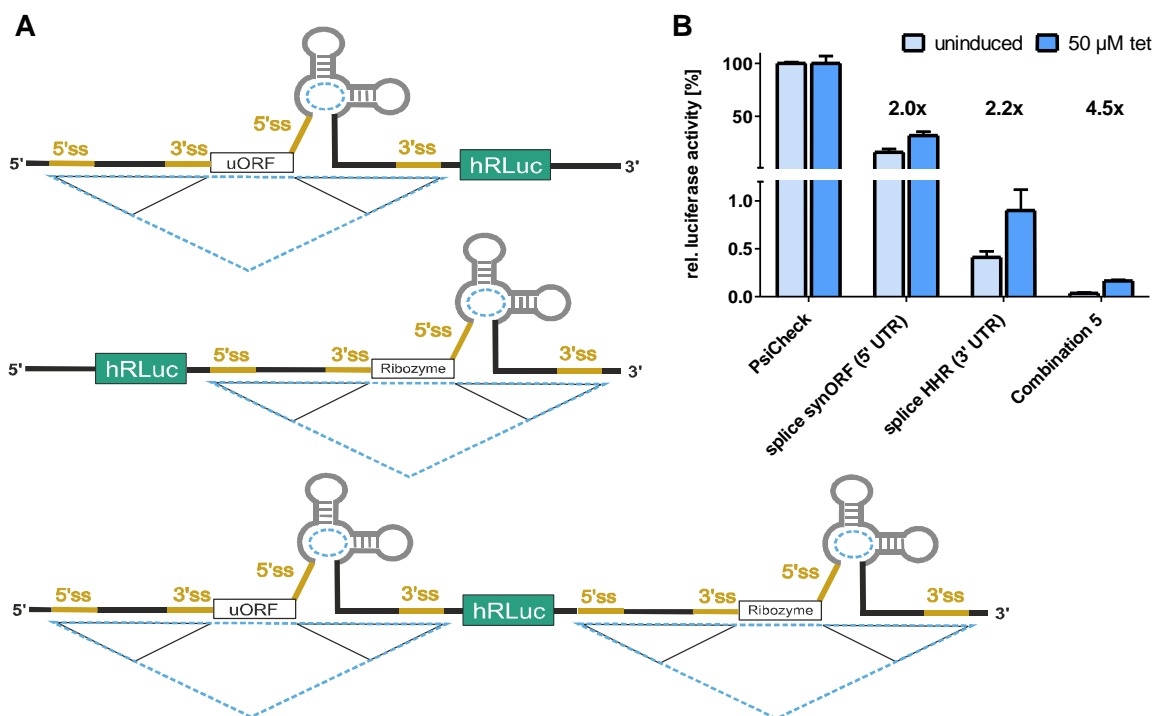 A
5'
5'ss
3'ss
uORF
5'ss
3'ss
hRLuc
3'
5'
hRLuc
5'ss
3'ss
Ribozyme
5'ss
3'ss
3'
5'
5'ss
3'ss
uORF
5'ss
3'ss
hRLuc
5'ss
3'ss
Ribozyme
5'ss
3'ss
3'
B
uninduced
50 µM tet
rel. luciferase activity [%]
100
50
1.0
0.5
0.0
2.0x
2.2x
4.5x
PsiCheck
splice synORF (5' UTR)
splice HHR (3' UTR)
Combination 5